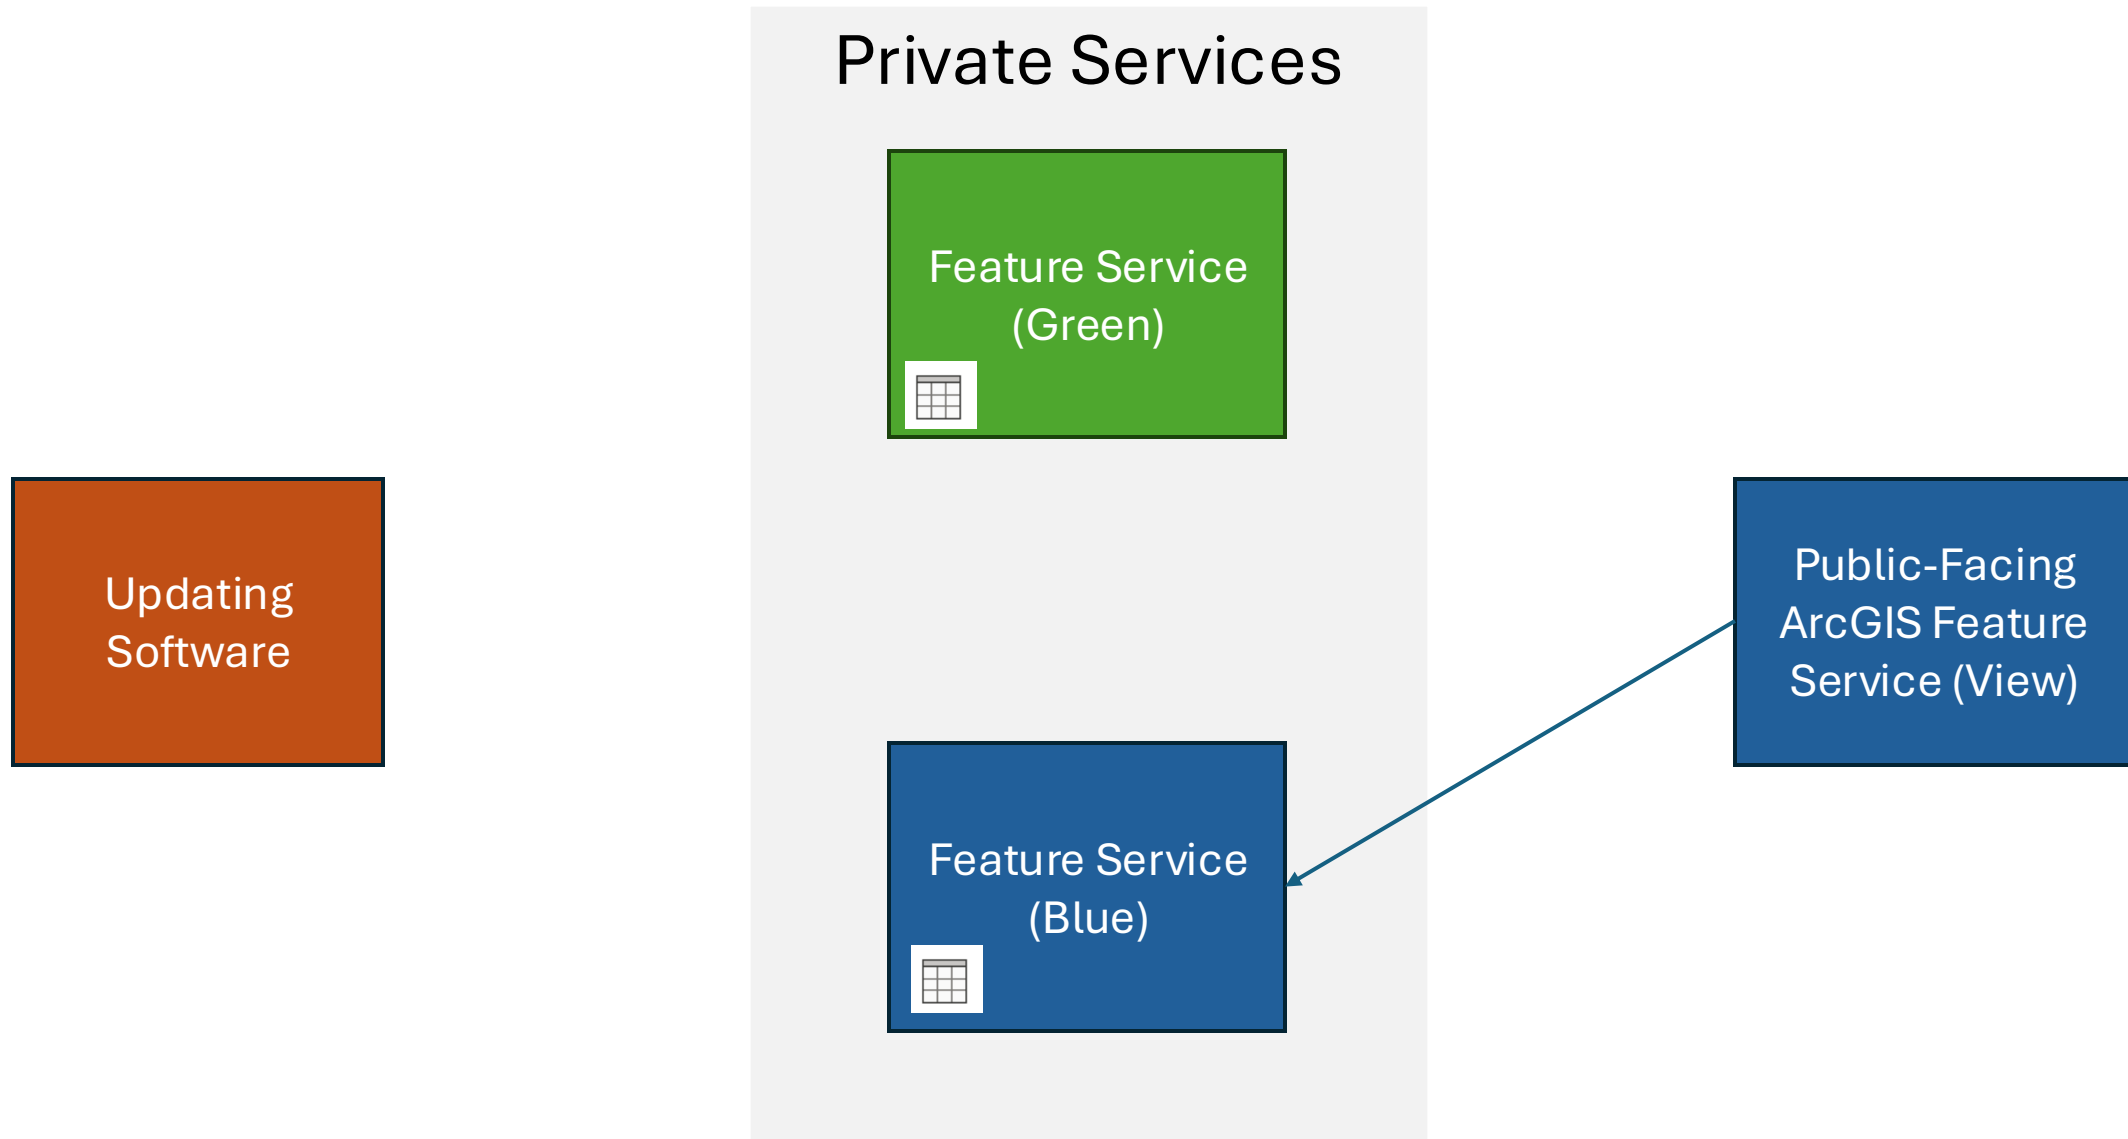 Private Services
Feature Service
(Green)
Updating
Software
Public-Facing
ArcGIS Feature
Service (View)
Feature Service
(Blue)